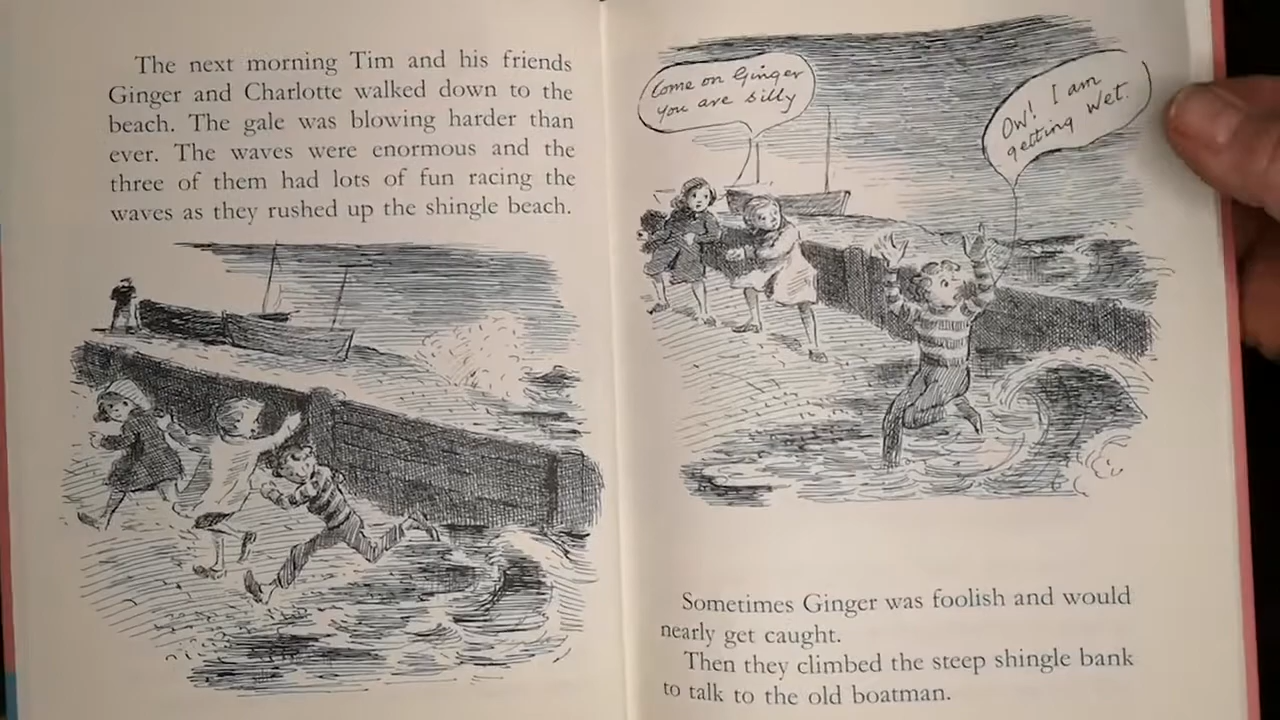 The next morning Tim and his friends
Ginger and Charlotte walked down to the
beach. The gale was blowing harder than
ever. The waves were enormous and the
three of them had lots of fun racing the
waves as they rushed up the shingle beach.
Come on Ginger
you are silly
OW! I am
getting wet.
Sometimes Ginger was foolish and would
nearly get caught.
Then they climbed the steep shingle bank
to talk to the old boatman.